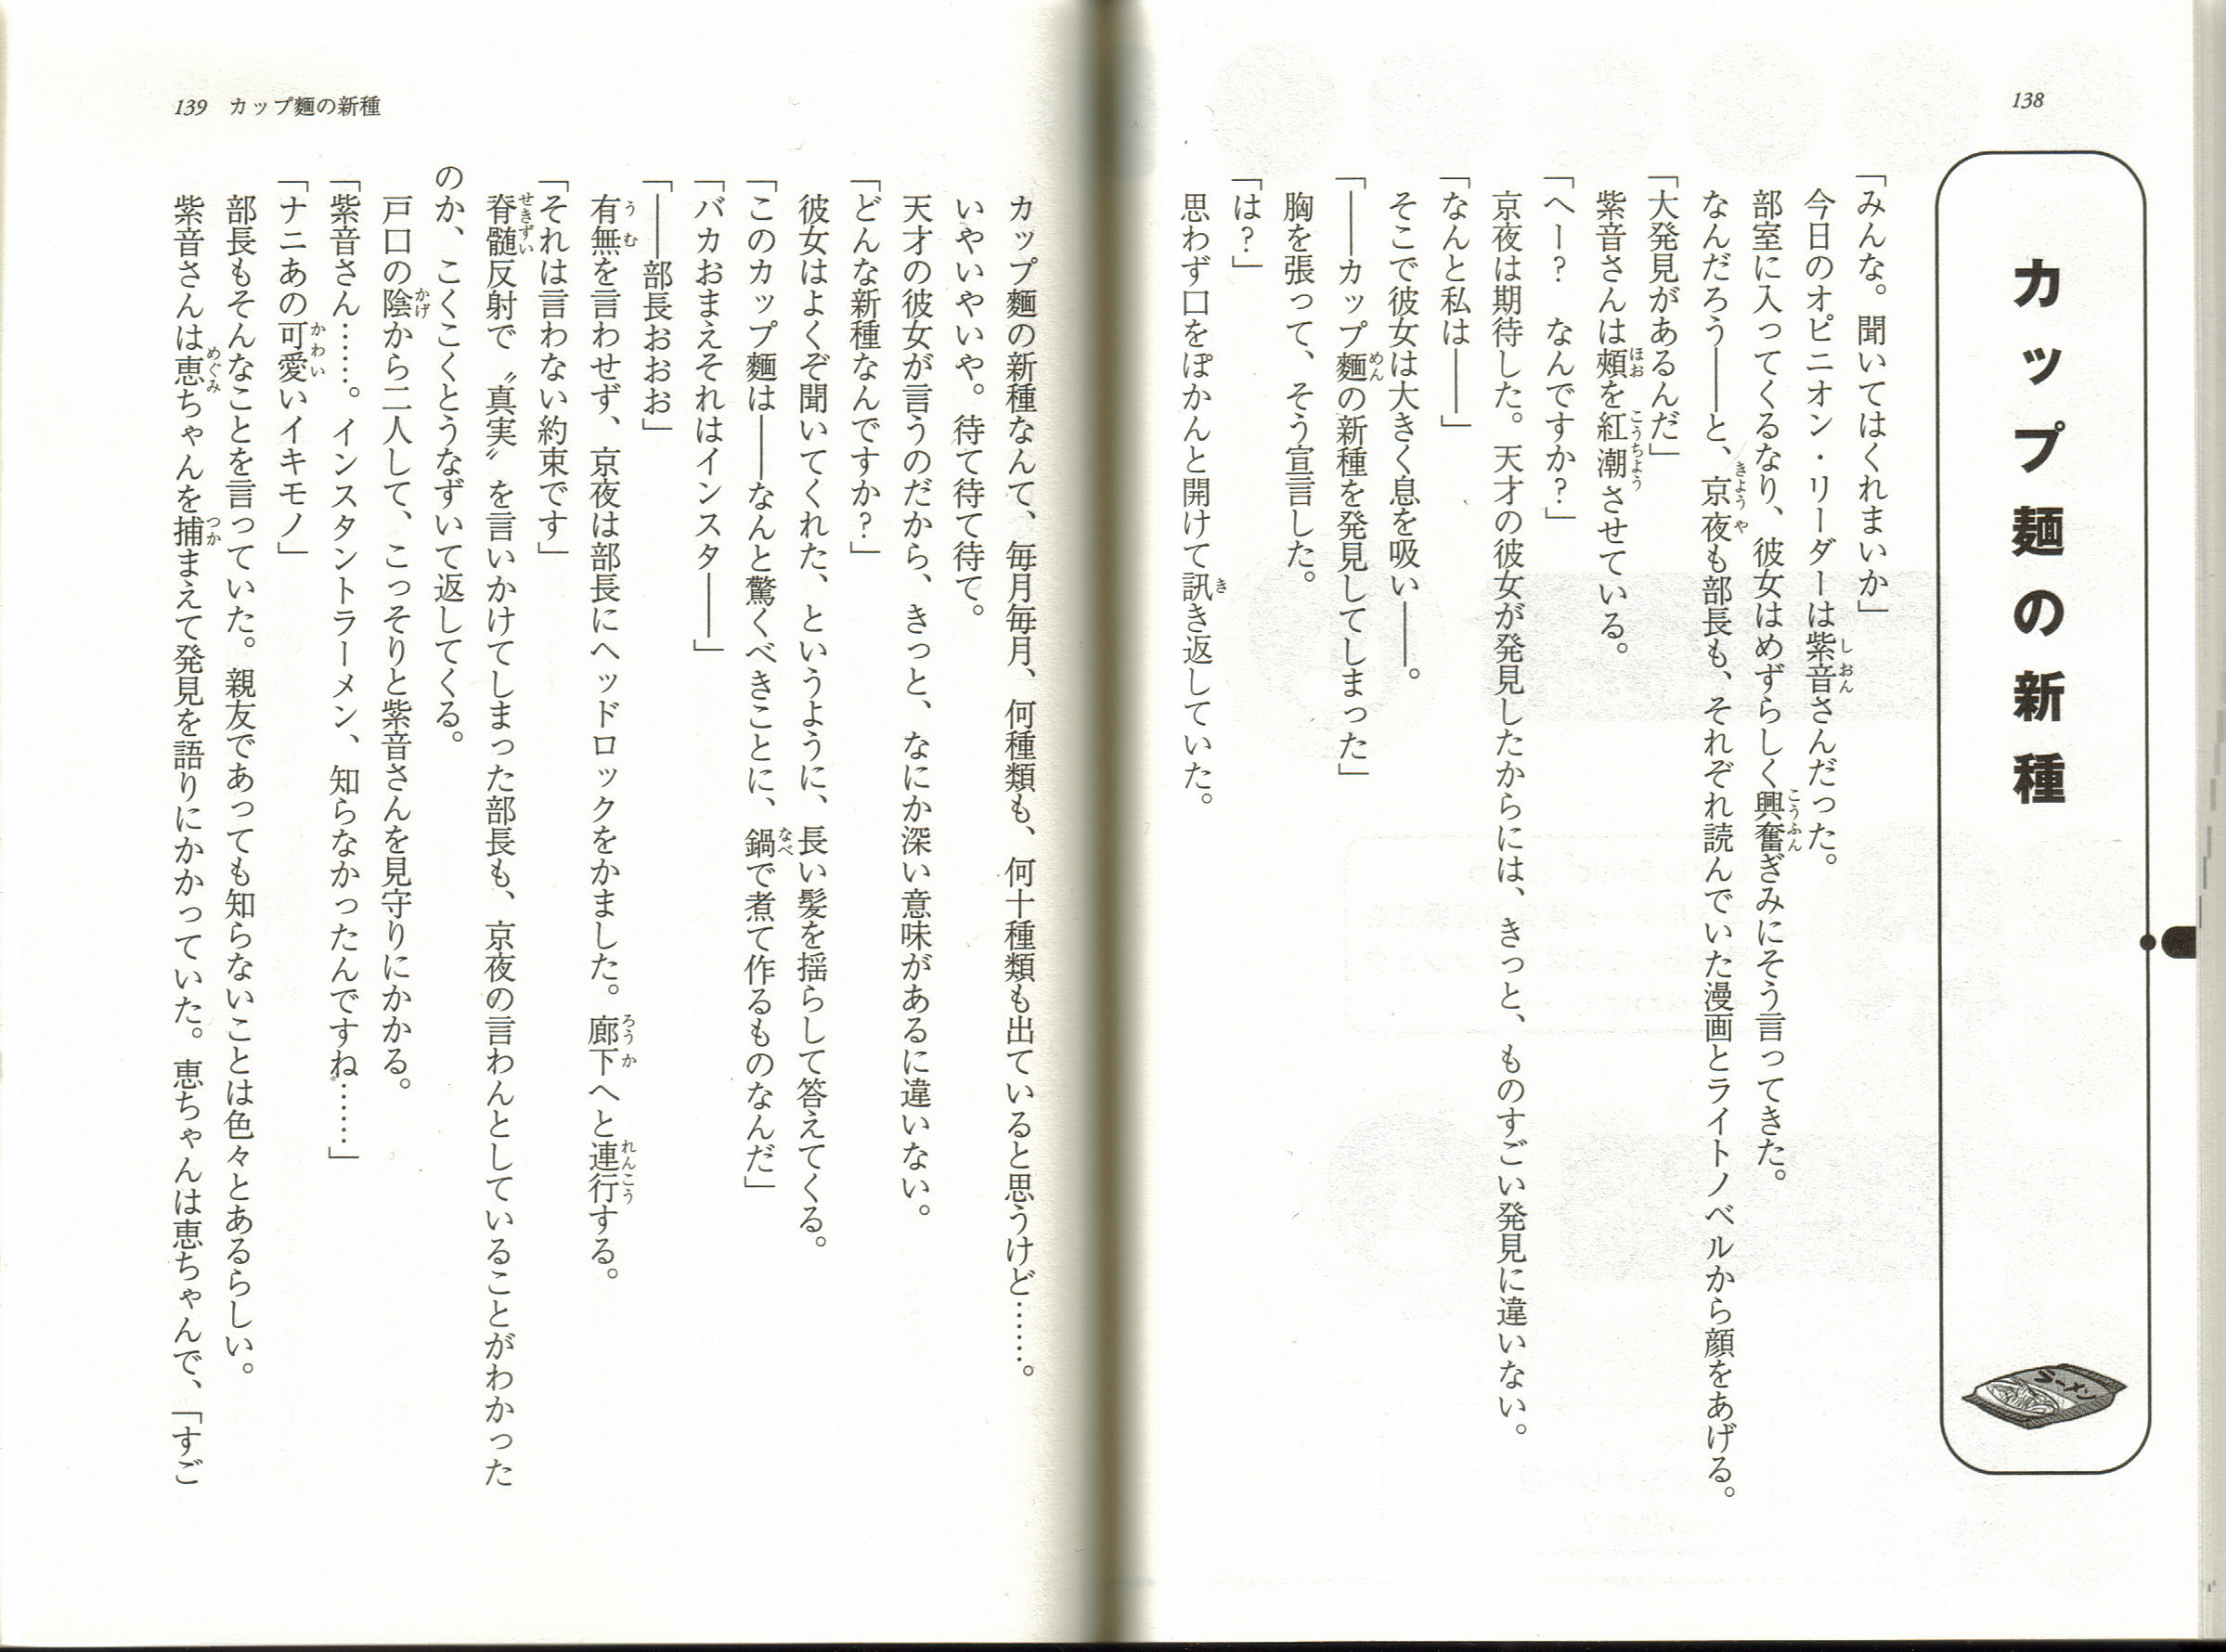 138
カップ麺の新種
ラーメン
「みんな。聞いてはくれまいか」
今日のオピニオン・リーダーは紫音さんだった。
部室に入ってくるなり、彼女はめずらしく興奮ぎみにそう言ってきた。
なんだろう――と、京夜も部長も、それぞれ読んでいた漫画とライトノベルから顔をあげる。
「大発見があるんだ」
紫音さんは頬を紅潮させている。
「へー?　なんですか?」
京夜は期待した。天才の彼女が発見したからには、きっと、ものすごい発見に違いない。
「なんと私は――」
そこで彼女は大きく息を吸い――。
「――カップ麺の新種を発見してしまった」
胸を張って、そう宣言した。
「は?」
思わず口をぽかんと開けて訊き返していた。
カップ麺の新種なんて、毎月毎月、何種類も、何十種類も出ていると思うけど……。
いやいやいや。待て待て待て。
天才の彼女が言うのだから、きっと、なにか深い意味があるに違いない。
「どんな新種なんですか?」
彼女はよくぞ聞いてくれた、というように、長い髪を揺らして答えてくる。
「このカップ麺は――なんと驚くべきことに、鍋で煮て作るものなんだ」
「バカおまえそれはインスタ――」
「――部長おおお」
有無を言わせず、京夜は部長にヘッドロックをかました。廊下へと連行する。
「それは言わない約束です」
脊髄反射で〝真実〟を言いかけてしまった部長も、京夜の言わんとしていることがわかった
のか、こくこくとうなずいて返してくる。
戸口の陰から二人して、こっそりと紫音さんを見守りにかかる。
「紫音さん……。インスタントラーメン、知らなかったんですね……」
「ナニあの可愛いイキモノ」
部長もそんなことを言っていた。親友であっても知らないことは色々とあるらしい。
紫音さんは恵ちゃんを捕まえて発見を語りにかかっていた。恵ちゃんは恵ちゃんで、「すご
139　カップ麺の新種